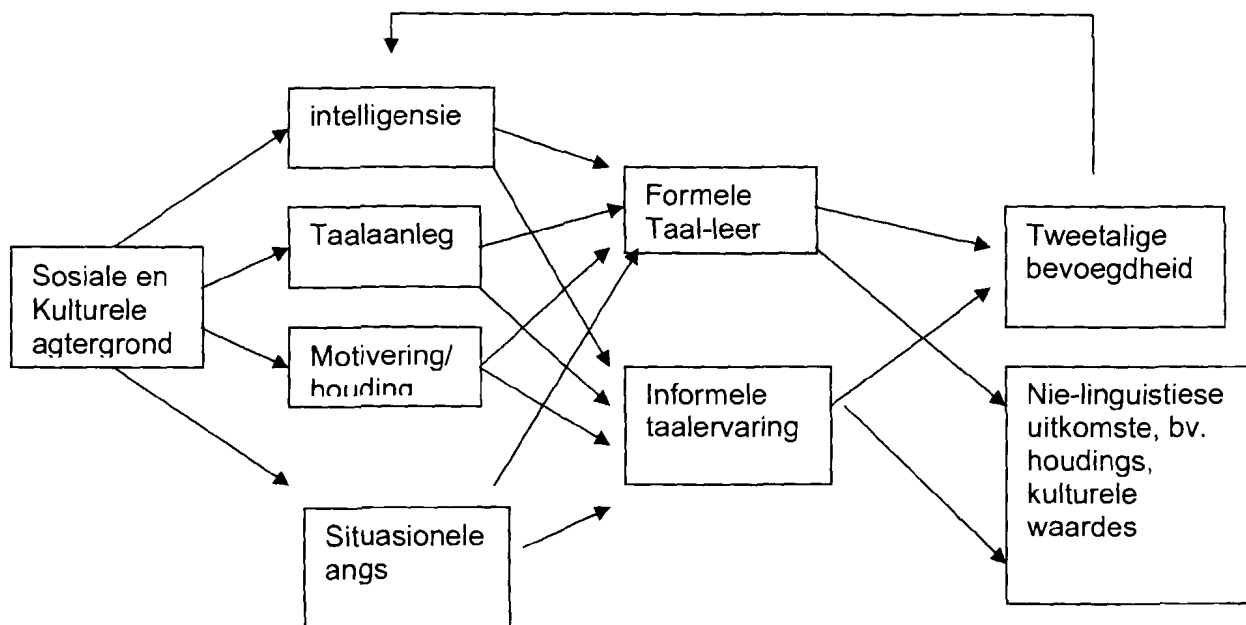 Sosiale en
Kulturele
agtergrond
intelligensie
Taalaanleg
Motivering/
houding
Situasionele
angs
Formele
Taal-leer
Informele
taalervaring
Tweetalige
bevoegdheid
Nie-linguistiese
uitkomste, bv.
houdings,
kulturele
waardes